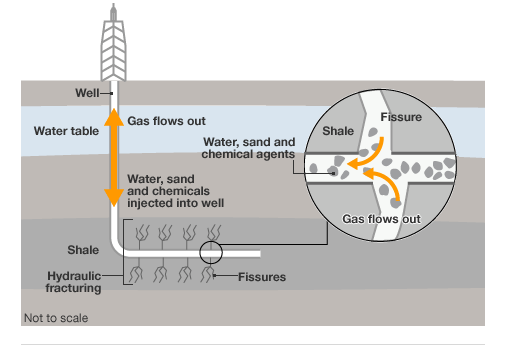 Well
Water table
Gas flows out
Water, sand
and chemicals
injected into well
Shale
Hydraulic
fracturing
Fissures
Shale
Fissure
Water, sand and
chemical agents
Gas flows out
Not to scale